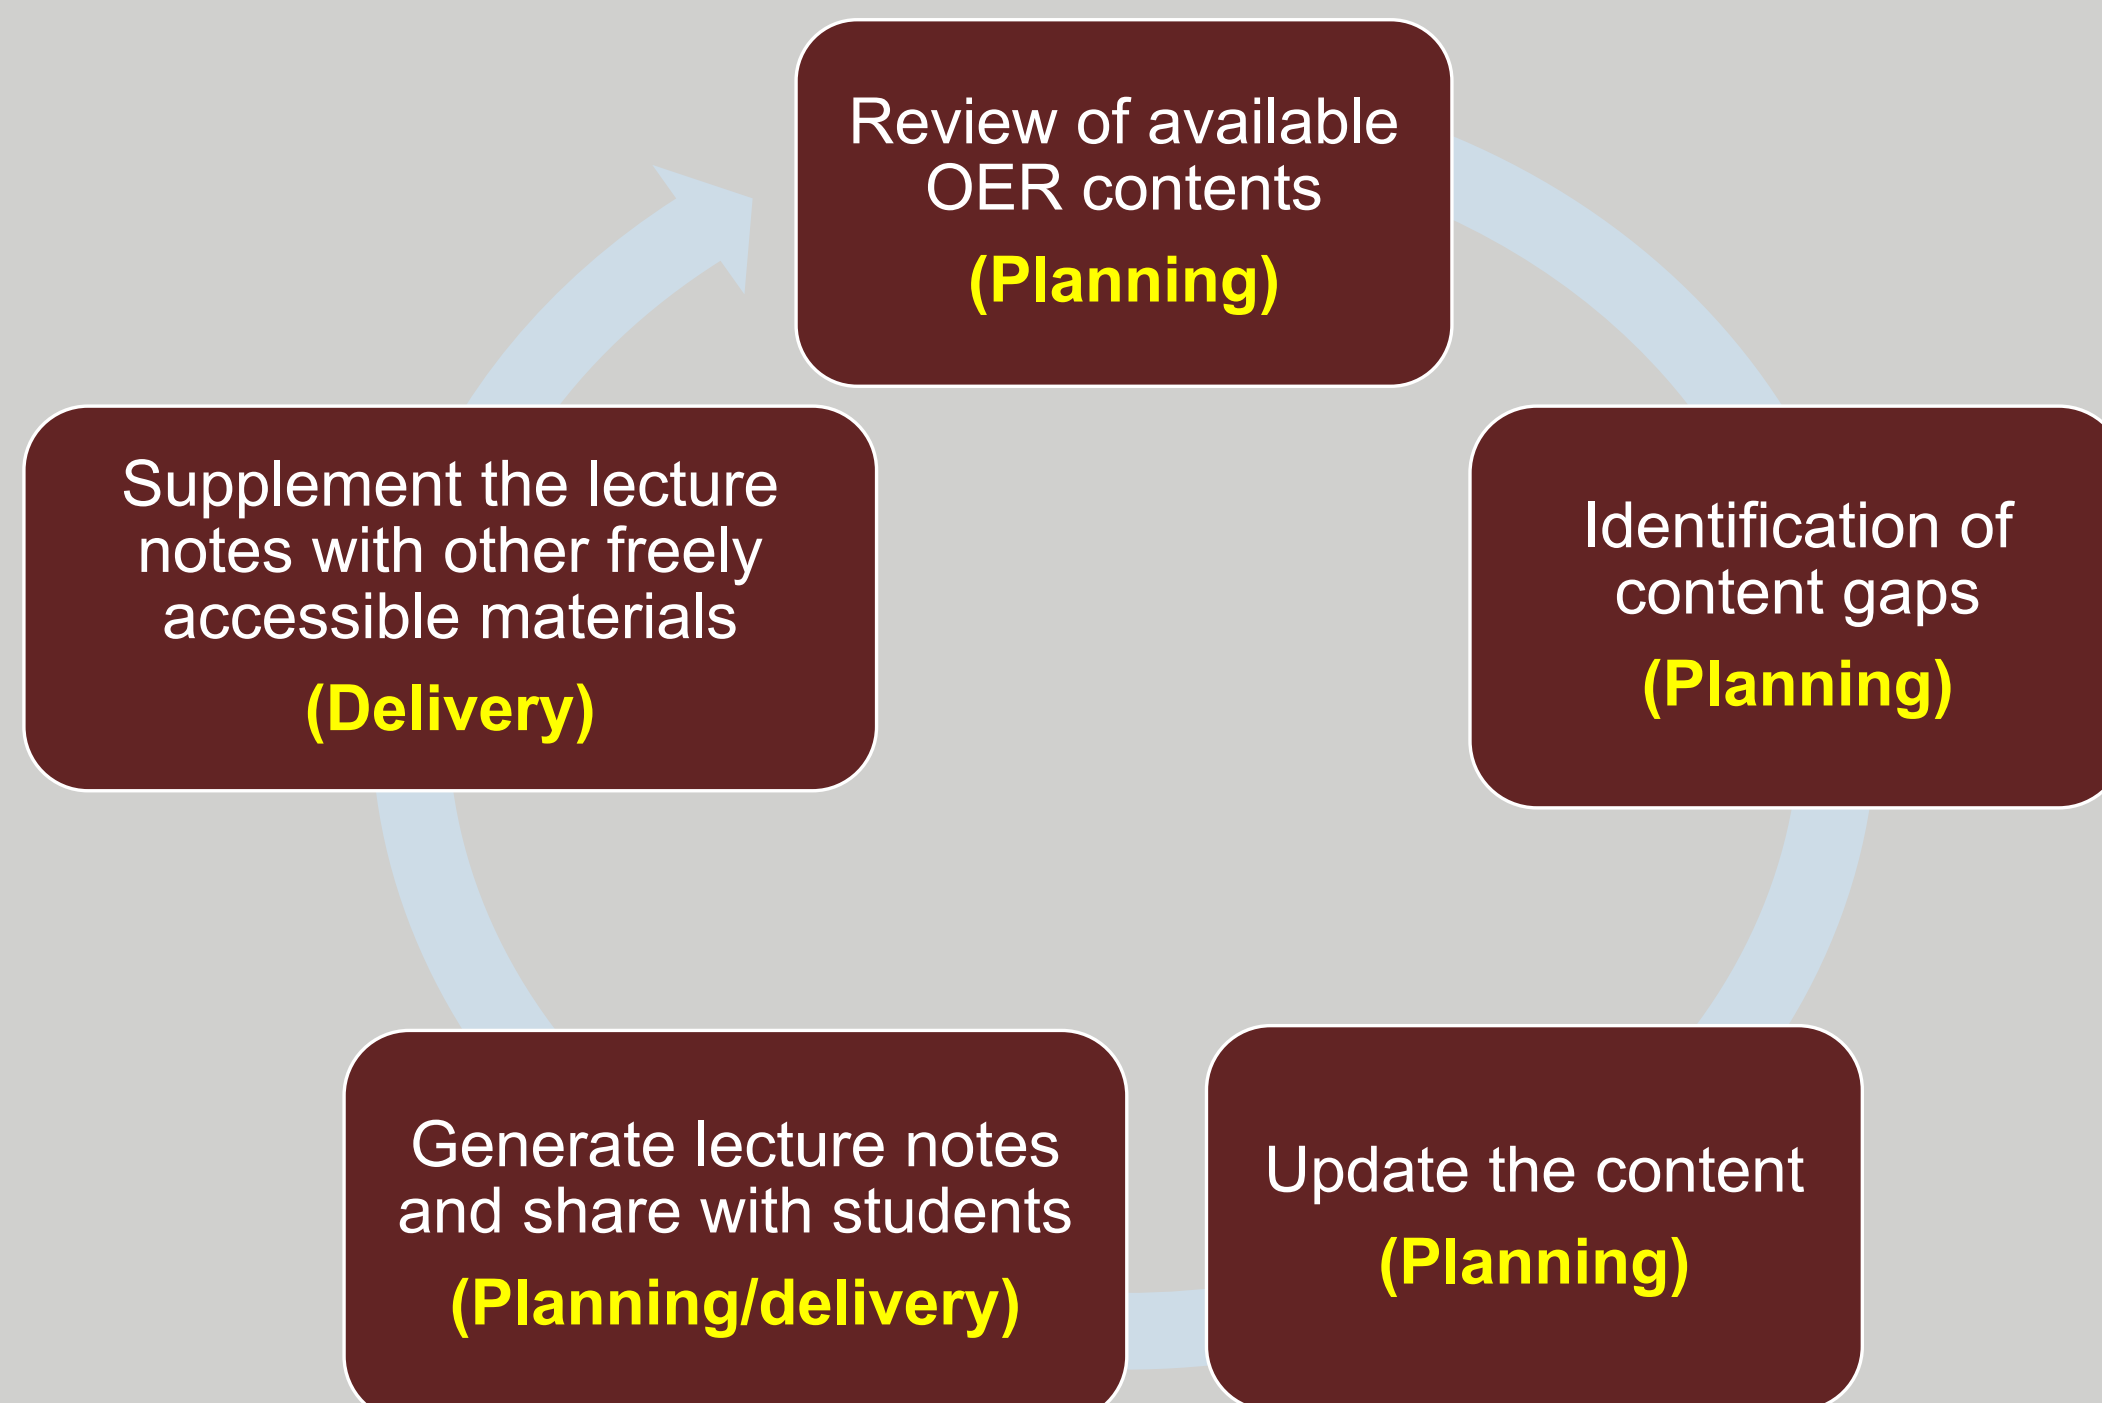 Review of available
OER contents
(Planning)
Identification of
content gaps
(Planning)
Update the content
(Planning)
Generate lecture notes
and share with students
(Planning/delivery)
Supplement the lecture
notes with other freely
accessible materials
(Delivery)